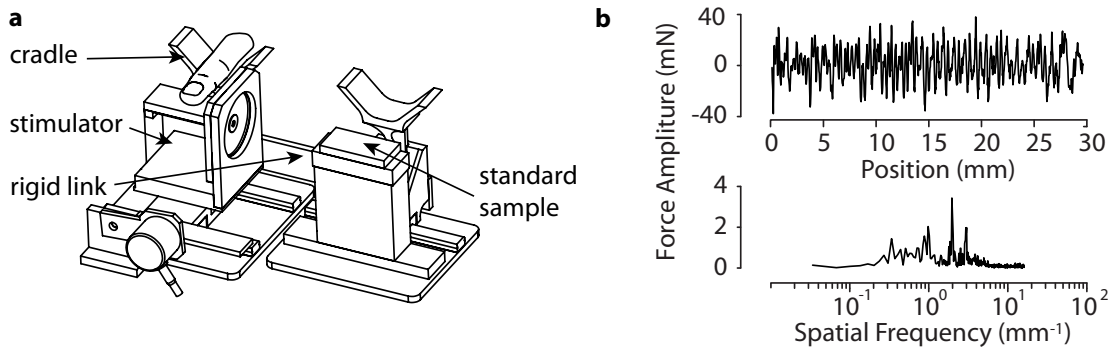 a
cradle
stimulator
rigid link
standard
sample
b
Force Ampliture (mN)
40
0
-40
0 5 10 15 20 25 30
Position (mm)
4
2
0
10-1 100 101 102
Spatial Frequency (mm-1)